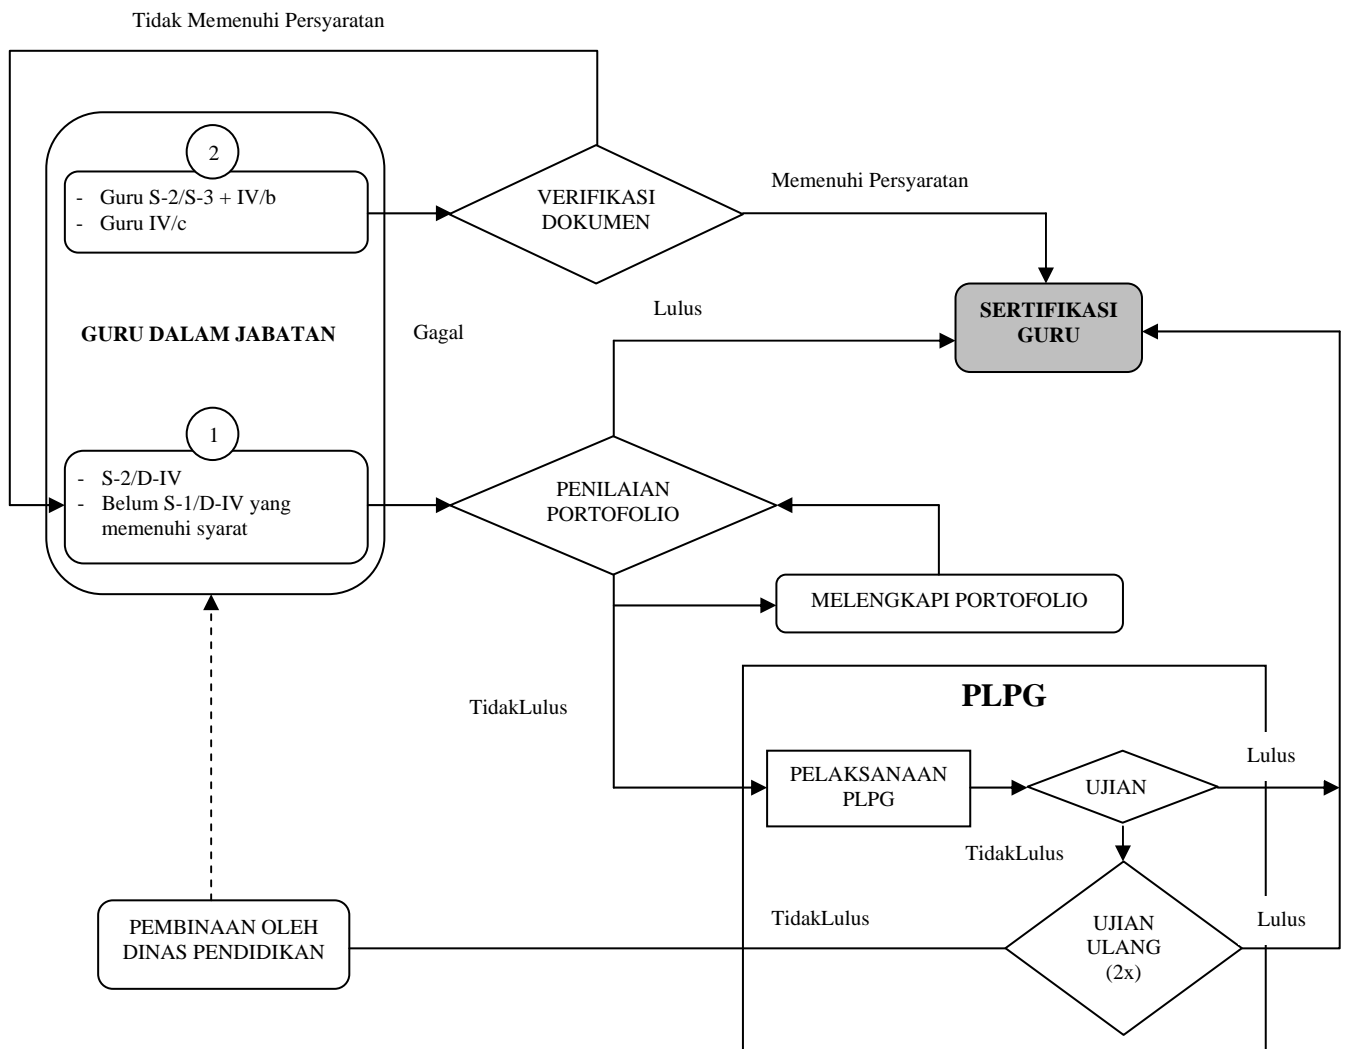 Tidak Memenuhi Persyaratan
2
- Guru S-2/S-3 + IV/b
- Guru IV/c
VERIFIKASI
DOKUMEN
Memenuhi Persyaratan
GURU DALAM JABATAN
Gagal
Lulus
SERTIFIKASI
GURU
1
- S-2/D-IV
- Belum S-1/D-IV yang
memenuhi syarat
PENILAIAN
PORTOFOLIO
MELENGKAPI PORTOFOLIO
TidakLulus
PLPG
PELAKSANAAN
PLPG
UJIAN
Lulus
TidakLulus
PEMBINAAN OLEH
DINAS PENDIDIKAN
TidakLulus
UJIAN
ULANG
(2x)
Lulus